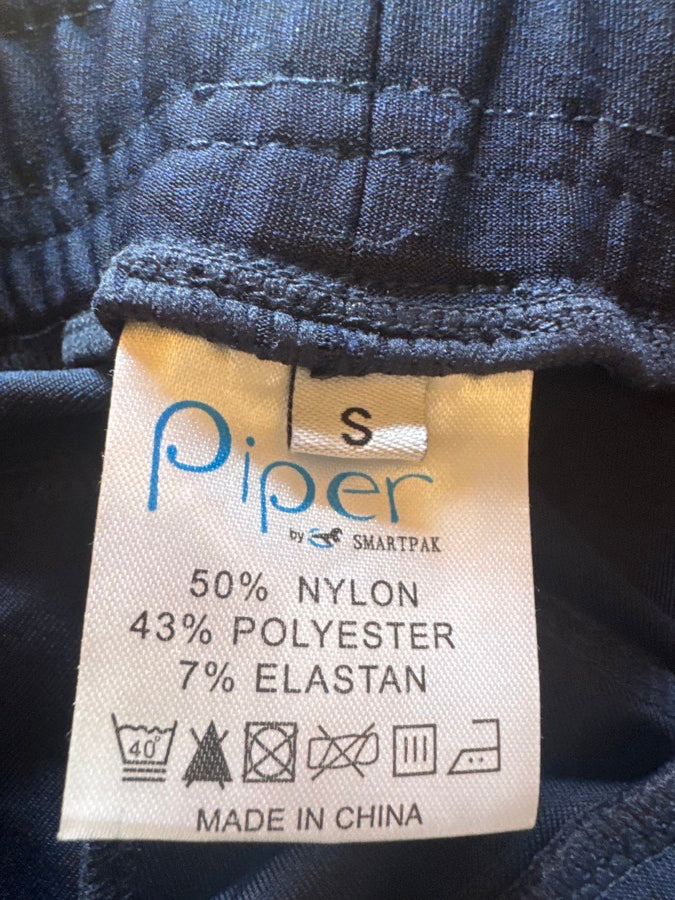 S
Piper
by SMARTPAK
50% NYLON
43% POLYESTER
7% ELASTAN
40°
MADE IN CHINA